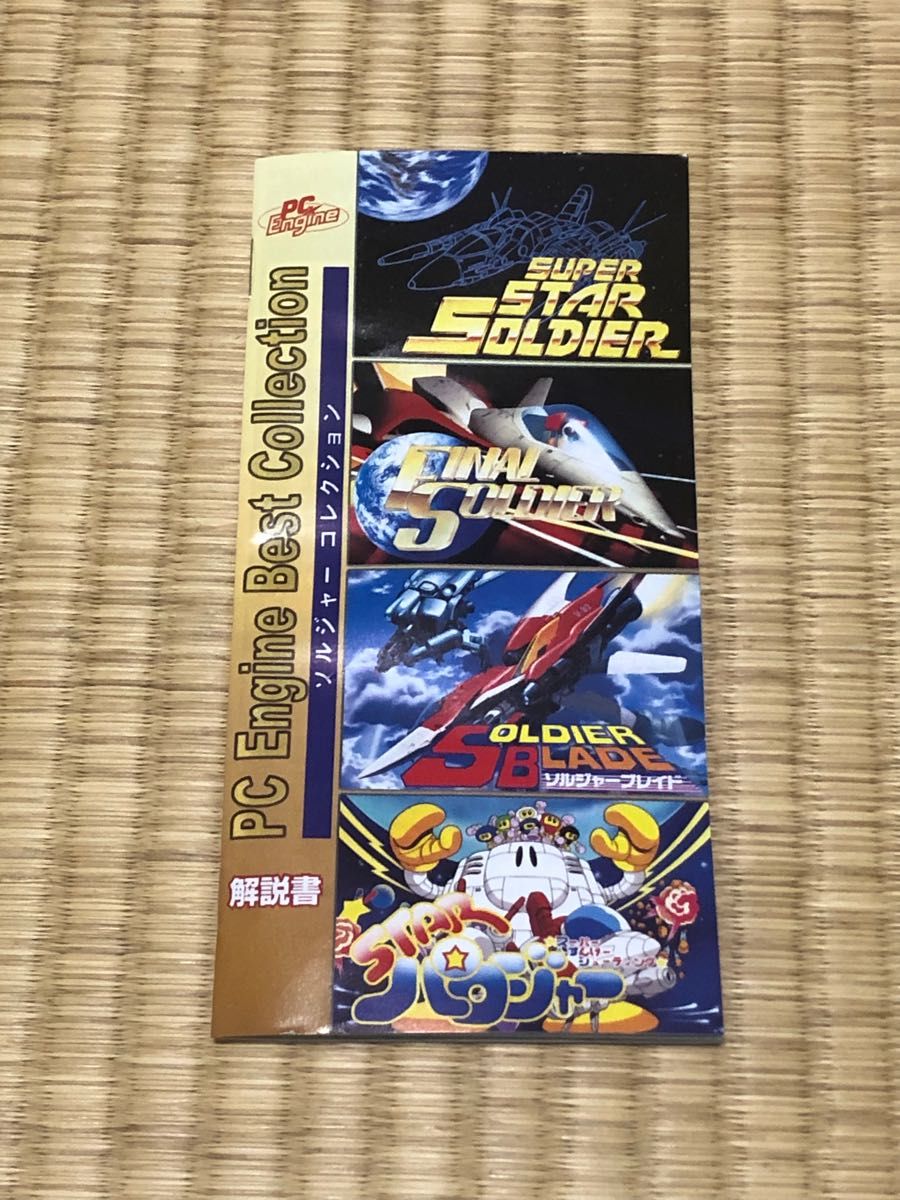 PC
Engine
PC Engine Best Collection
ソルジャー コレクション
解説書
SUPER
STAR
SOLDIER
FINAL
SOLDIER
SOLDIER
BLADE
ソルジャーブレイド
STAR
パロジャー